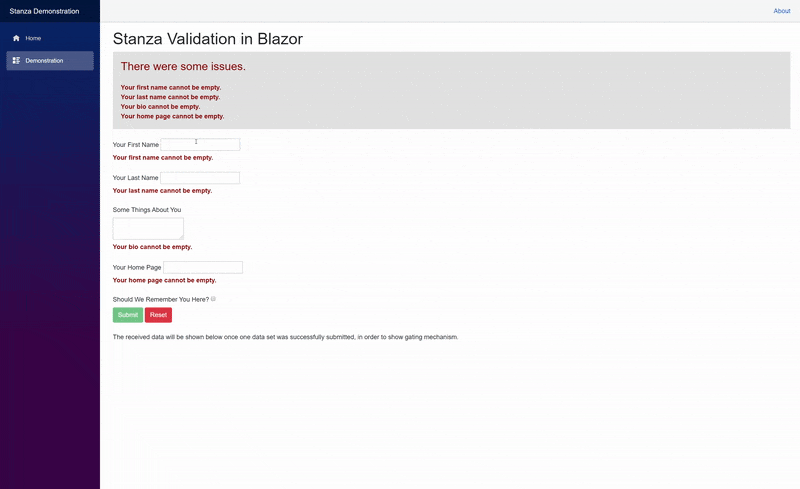 Stanza Demonstration
About
Home
Demonstration
Stanza Validation in Blazor
There were some issues.
Your first name cannot be empty.
Your last name cannot be empty.
Your bio cannot be empty.
Your home page cannot be empty.
Your First Name
Your first name cannot be empty.
Your Last Name
Your last name cannot be empty.
Some Things About You
Your bio cannot be empty.
Your Home Page
Your home page cannot be empty.
Should We Remember You Here?
Submit Reset
The received data will be shown below once one data set was successfully submitted, in order to show gating mechanism.